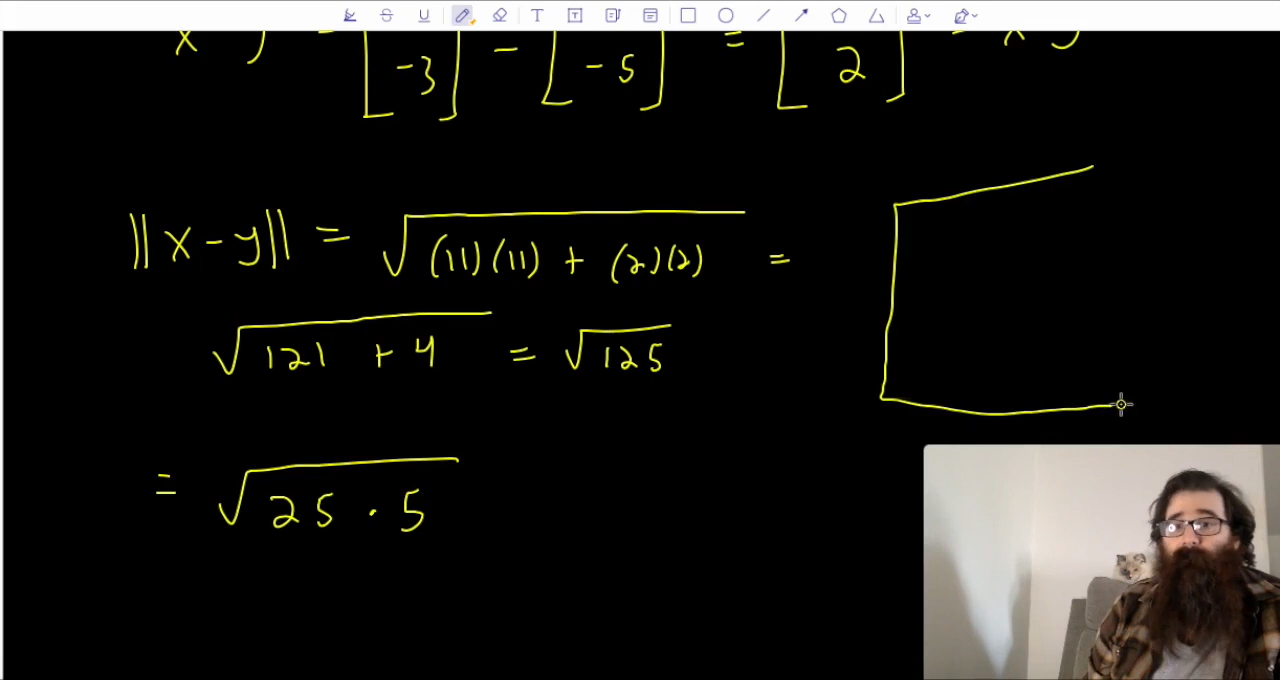 x y = [-3] - [-5] = [2] = x-y
||x-y|| = √(11)(11) + (2)(2) =
√121 + 4 = √125
= √25 · 5